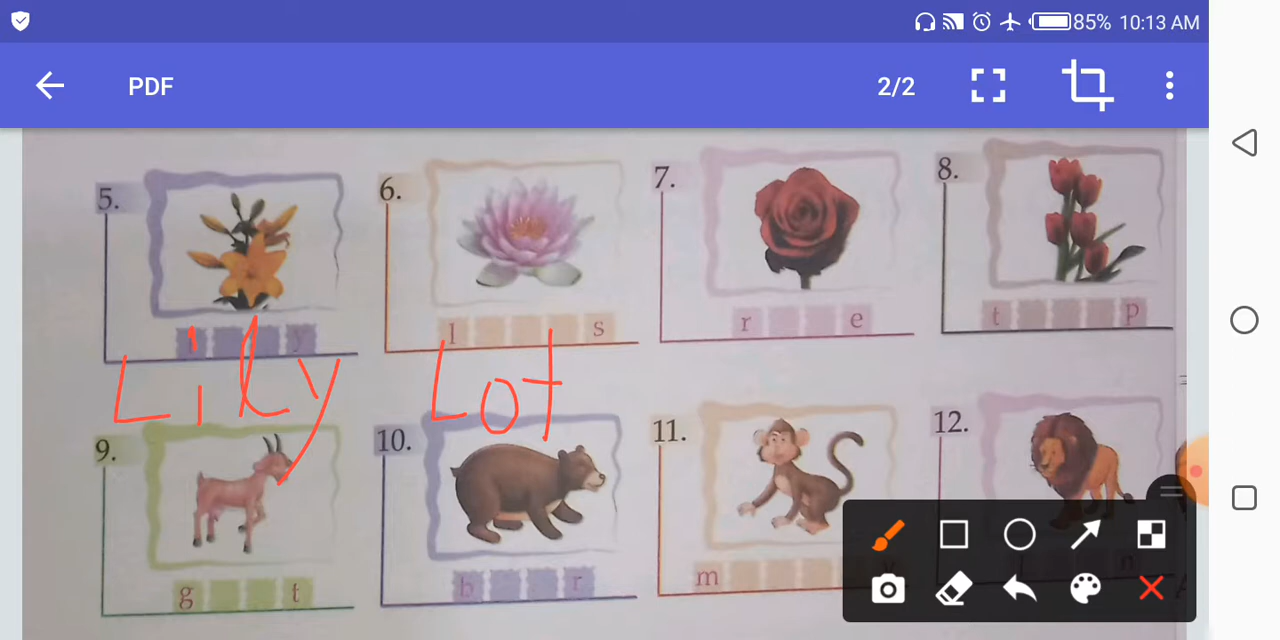 85% 10:13 AM
PDF 2/2
5. 6. 7. 8.
l y l s r e t p
Lily Lot
9. 10. 11. 12.
g t b r m n